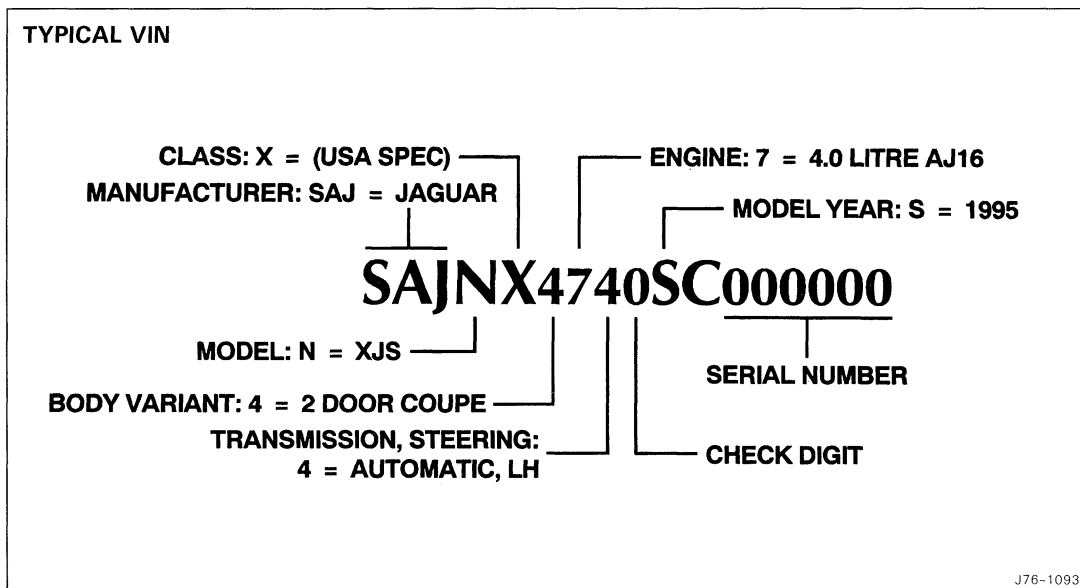 TYPICAL VIN
CLASS: X = (USA SPEC)
ENGINE: 7 = 4.0 LITRE AJ16
MANUFACTURER: SAJ = JAGUAR
MODEL YEAR: S = 1995
SAJNX4740SC000000
MODEL: N = XJS
SERIAL NUMBER
BODY VARIANT: 4 = 2 DOOR COUPE
TRANSMISSION, STEERING:
4 = AUTOMATIC, LH
CHECK DIGIT
J76-1093